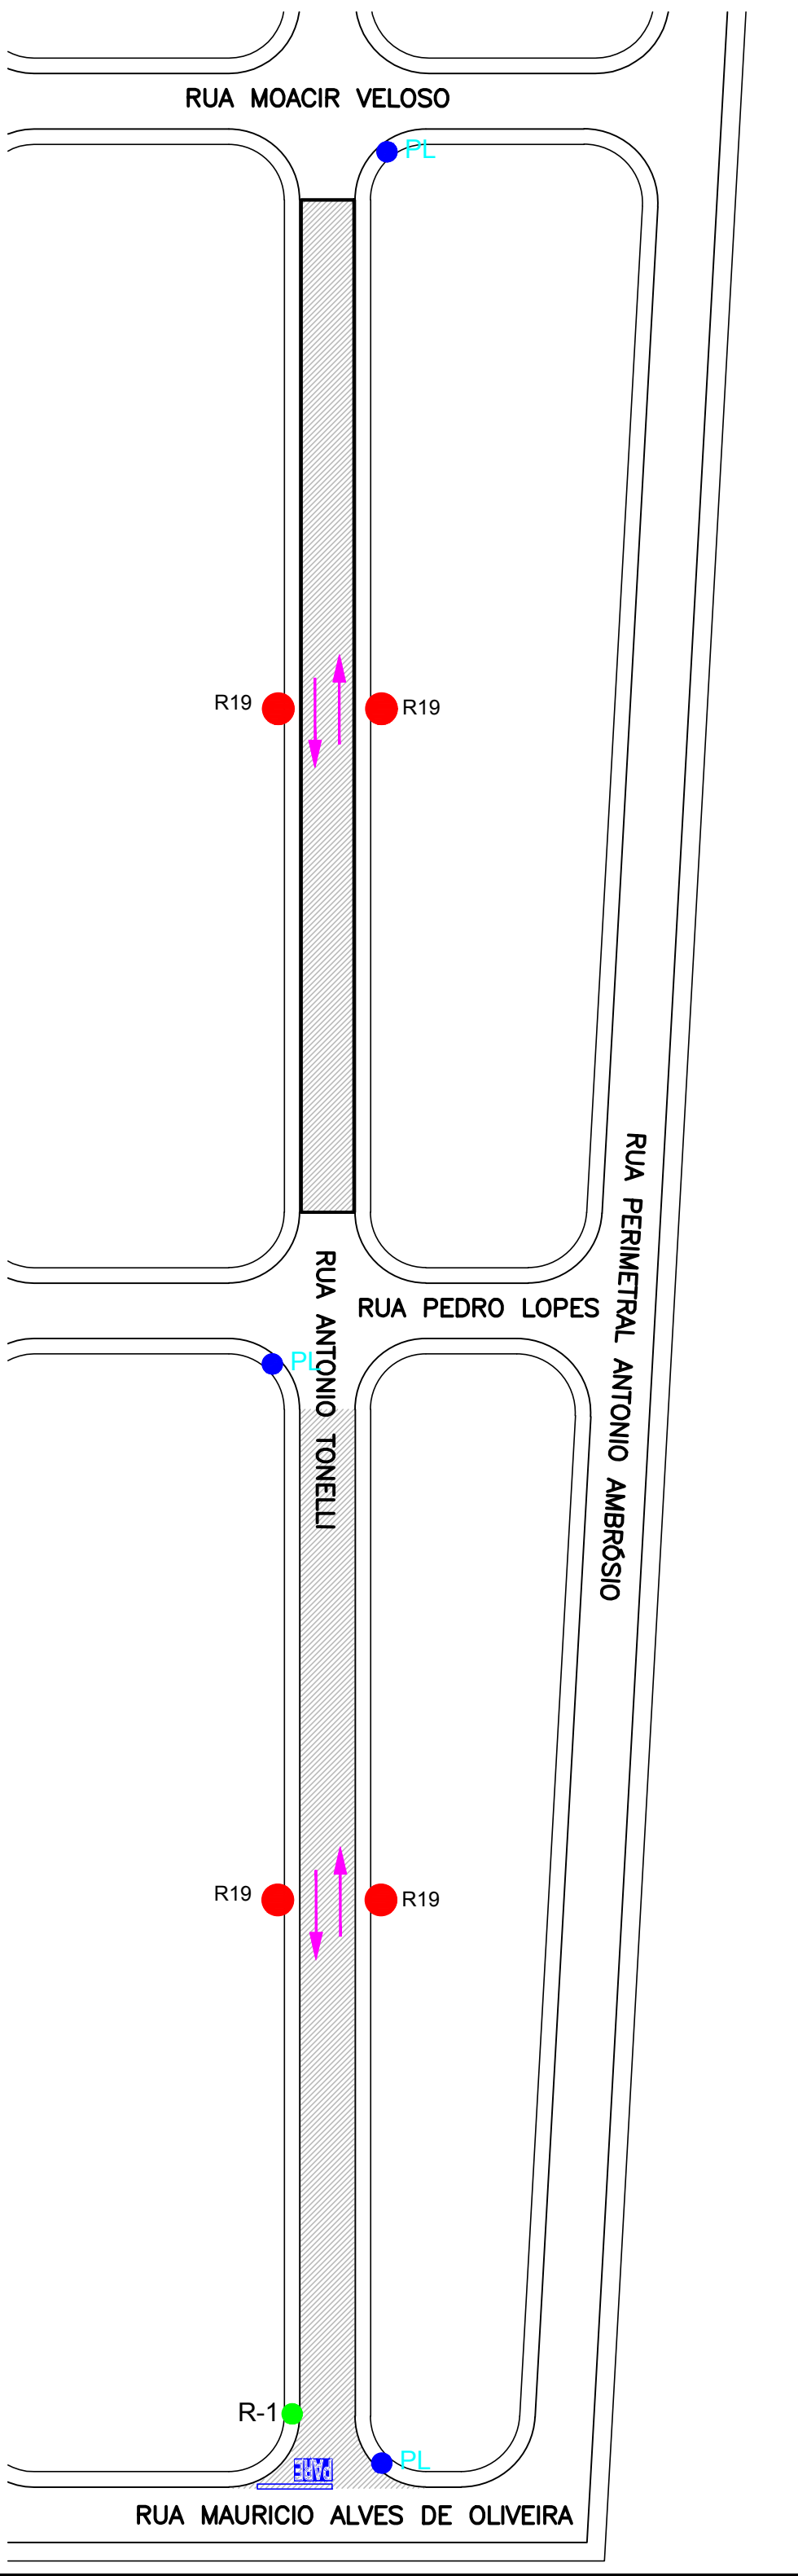 RUA MOACIR VELOSO
PL
R19
R19
RUA PERIMETRAL ANTONIO AMBRÓSIO
RUA ANTONIO TONELLI
RUA PEDRO LOPES
PL
R19
R19
R-1
PARE
PL
RUA MAURICIO ALVES DE OLIVEIRA